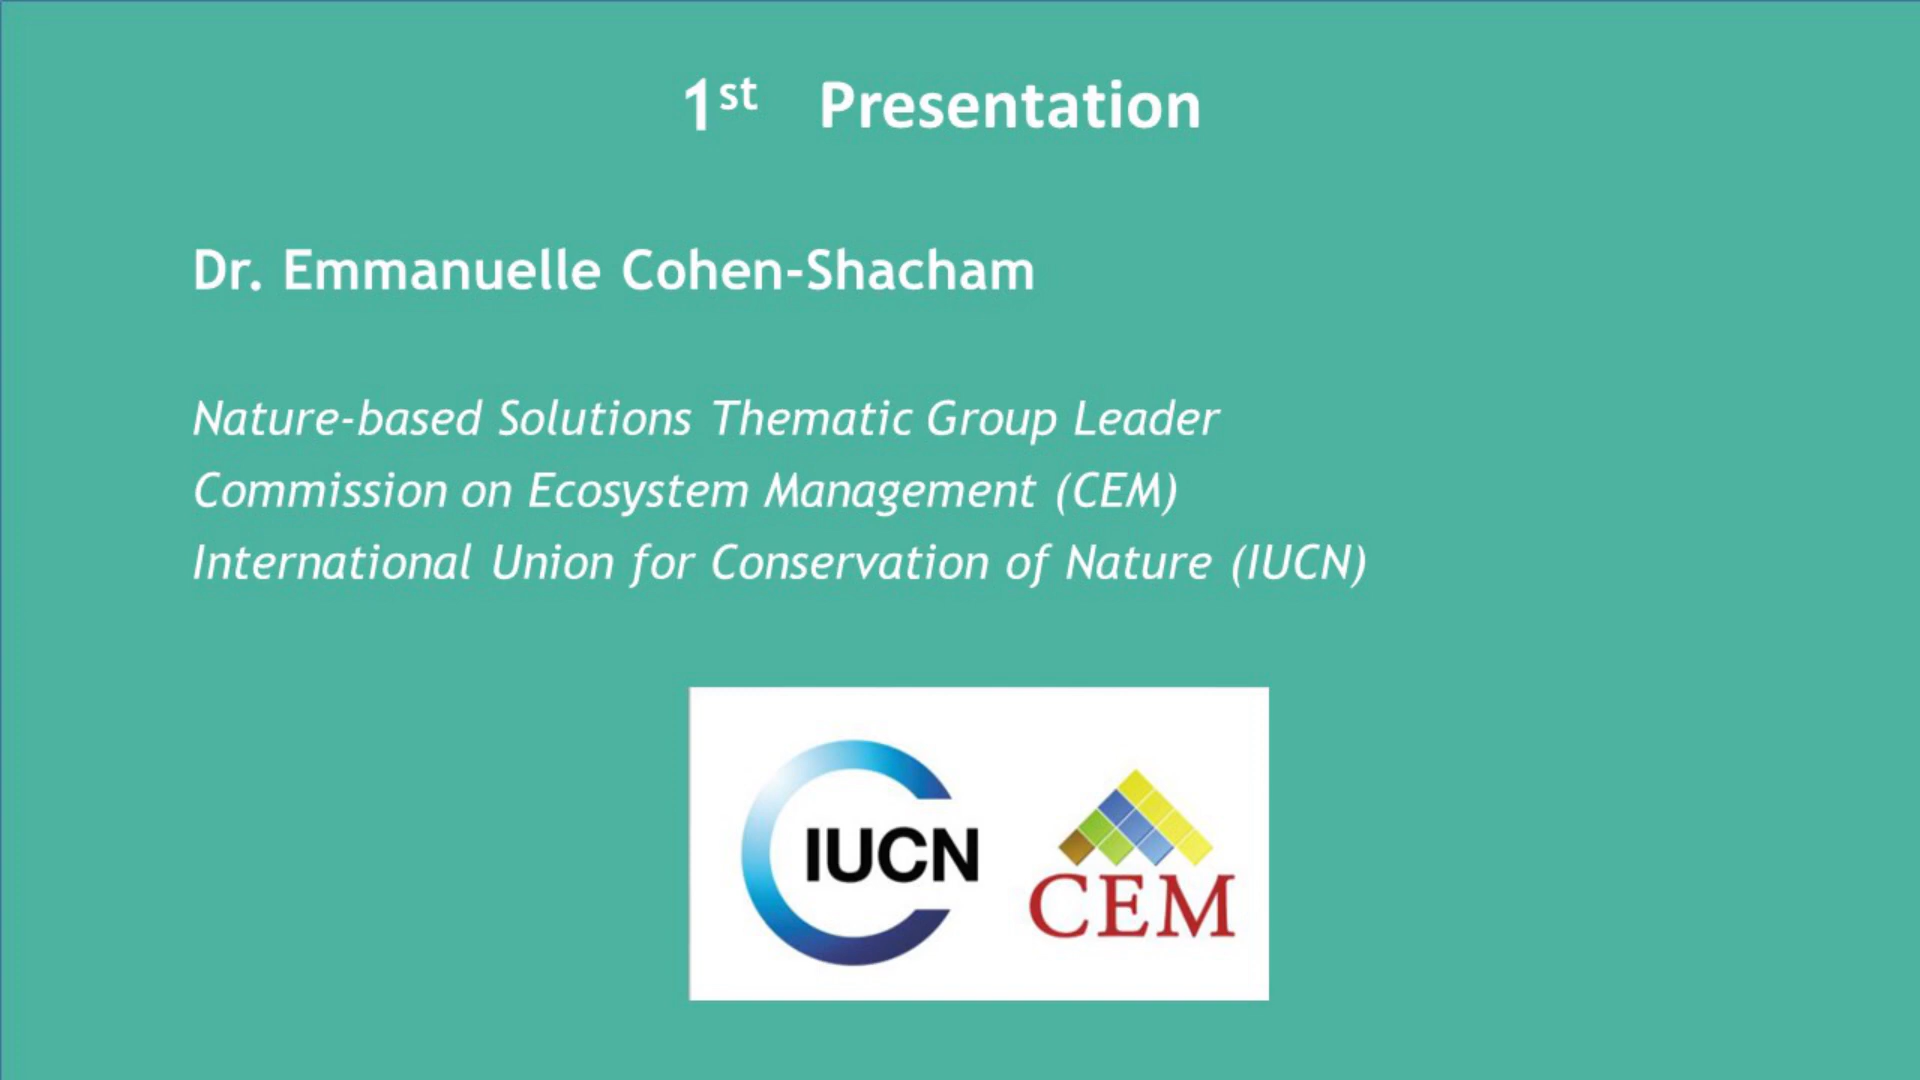 1st Presentation
Dr. Emmanuelle Cohen-Shacham
Nature-based Solutions Thematic Group Leader
Commission on Ecosystem Management (CEM)
International Union for Conservation of Nature (IUCN)
IUCN
CEM